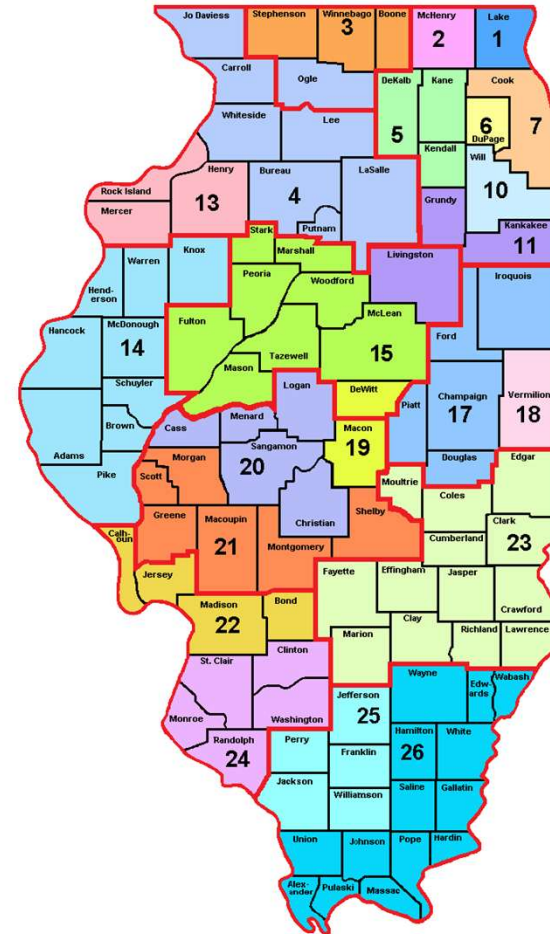 Jo Daviess
Stephenson
Winnebago
3
Boone
McHenry
2
Lake
1
Carroll
Ogle
DeKalb
Kane
Cook
7
Whiteside
Lee
5
6
DuPage
Kendall
Will
10
Rock Island
Henry
13
Mercer
Bureau
4
Putnam
LaSalle
Grundy
Kankakee
11
Stark
Marshall
Livingston
Iroquois
Warren
Knox
Peoria
Woodford
Hend-
erson
McLean
Hancock
McDonough
14
Fulton
Tazewell
15
Ford
Mason
Schuyler
Logan
DeWitt
Piatt
Champaign
17
Vermilion
18
Brown
Cass
Menard
Macon
19
Adams
Sangamon
20
Douglas
Edgar
Pike
Morgan
Scott
Moultrie
Coles
Christian
Shelby
Clark
23
Greene
Macoupin
21
Montgomery
Cumberland
Cal-
houn
Jersey
Fayette
Effingham
Jasper
Crawford
Madison
22
Bond
Clay
Richland
Lawrence
Marion
Clinton
St. Clair
Wayne
Edw
ards
Wabash
Jefferson
25
Monroe
Washington
Randolph
24
Perry
Hamilton
26
White
Franklin
Jackson
Saline
Gallatin
Williamson
Union
Johnson
Pope
Hardin
Alex-
ander
Pulaski
Massac